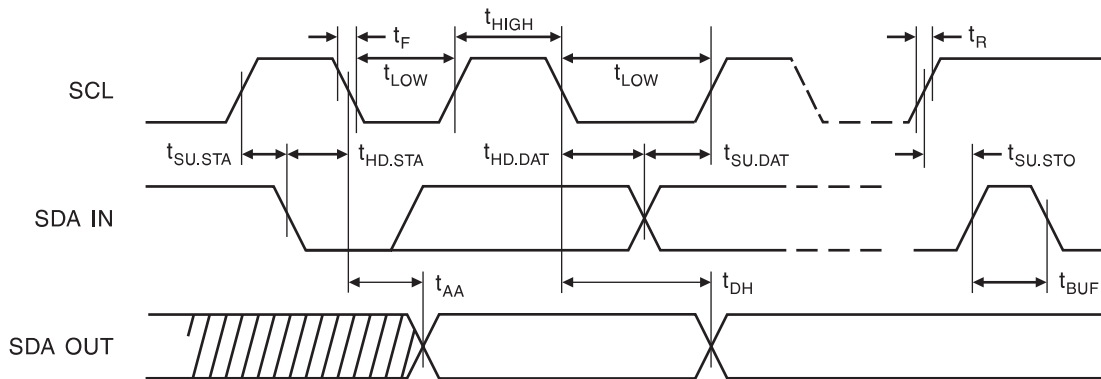 tHIGH
tF
tR
tLOW
tLOW
SCL
tSU.STA
tHD.STA
tHD.DAT
tSU.DAT
tSU.STO
SDA IN
tAA
tDH
tBUF
SDA OUT